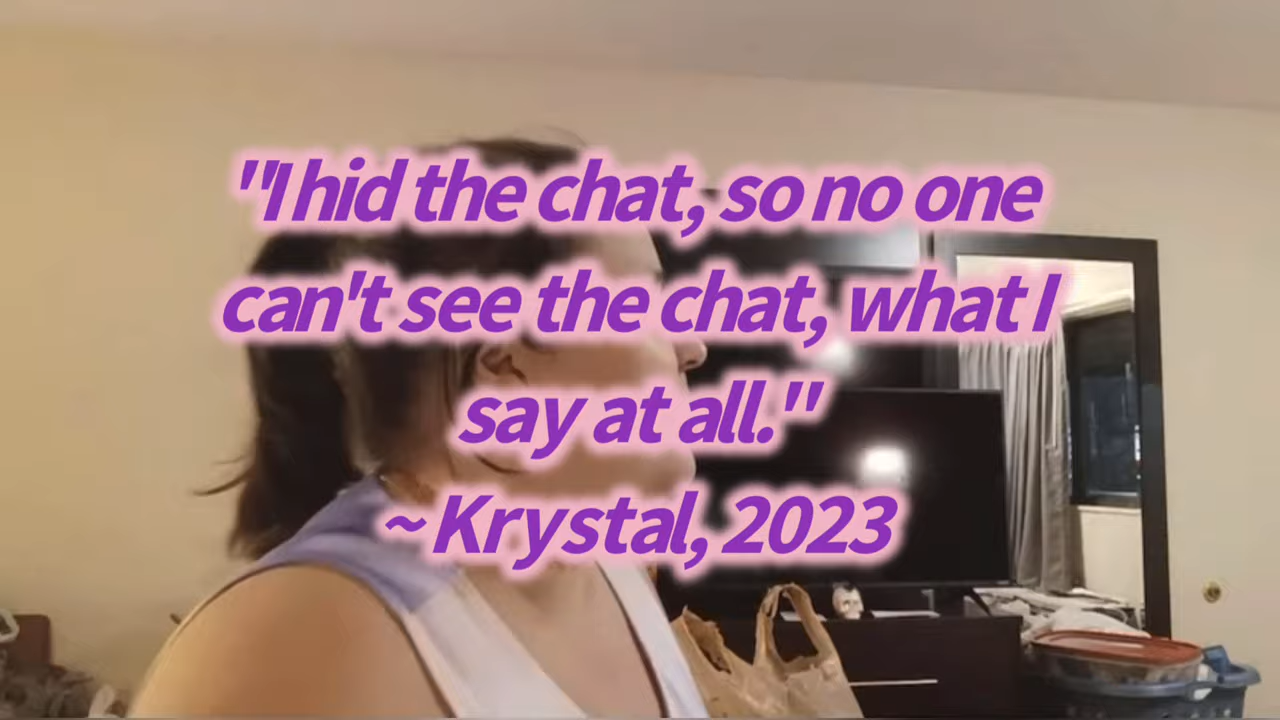 "I hid the chat, so no one
can't see the chat, what I
say at all."
~Krystal, 2023